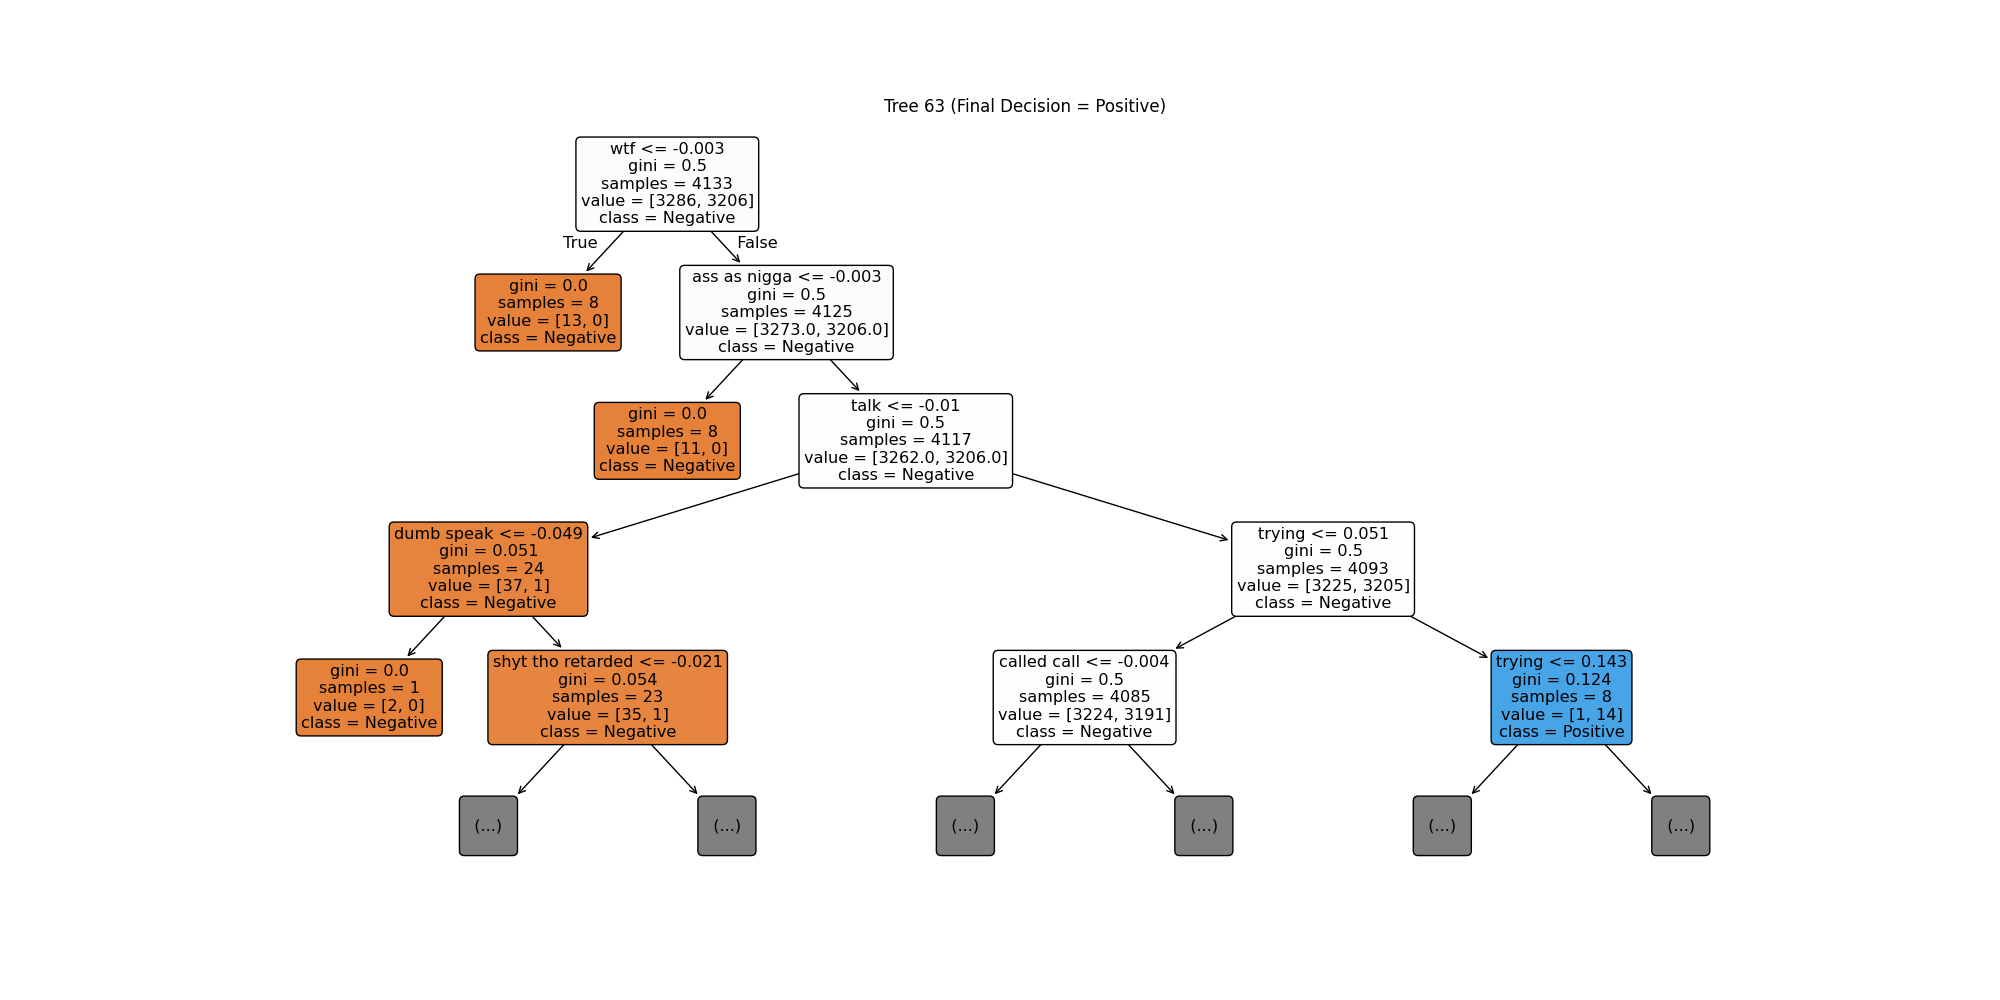 Tree 63 (Final Decision = Positive)
wtf <= -0.003
gini = 0.5
samples = 4133
value = [3286, 3206]
class = Negative
True
False
gini = 0.0
samples = 8
value = [13, 0]
class = Negative
ass as nigga <= -0.003
gini = 0.5
samples = 4125
value = [3273.0, 3206.0]
class = Negative
gini = 0.0
samples = 8
value = [11, 0]
class = Negative
talk <= -0.01
gini = 0.5
samples = 4117
value = [3262.0, 3206.0]
class = Negative
dumb speak <= -0.049
gini = 0.051
samples = 24
value = [37, 1]
class = Negative
trying <= 0.051
gini = 0.5
samples = 4093
value = [3225, 3205]
class = Negative
gini = 0.0
samples = 1
value = [2, 0]
class = Negative
shyt tho retarded <= -0.021
gini = 0.054
samples = 23
value = [35, 1]
class = Negative
called call <= -0.004
gini = 0.5
samples = 4085
value = [3224, 3191]
class = Negative
trying <= 0.143
gini = 0.124
samples = 8
value = [1, 14]
class = Positive
(...)
(...)
(...)
(...)
(...)
(...)